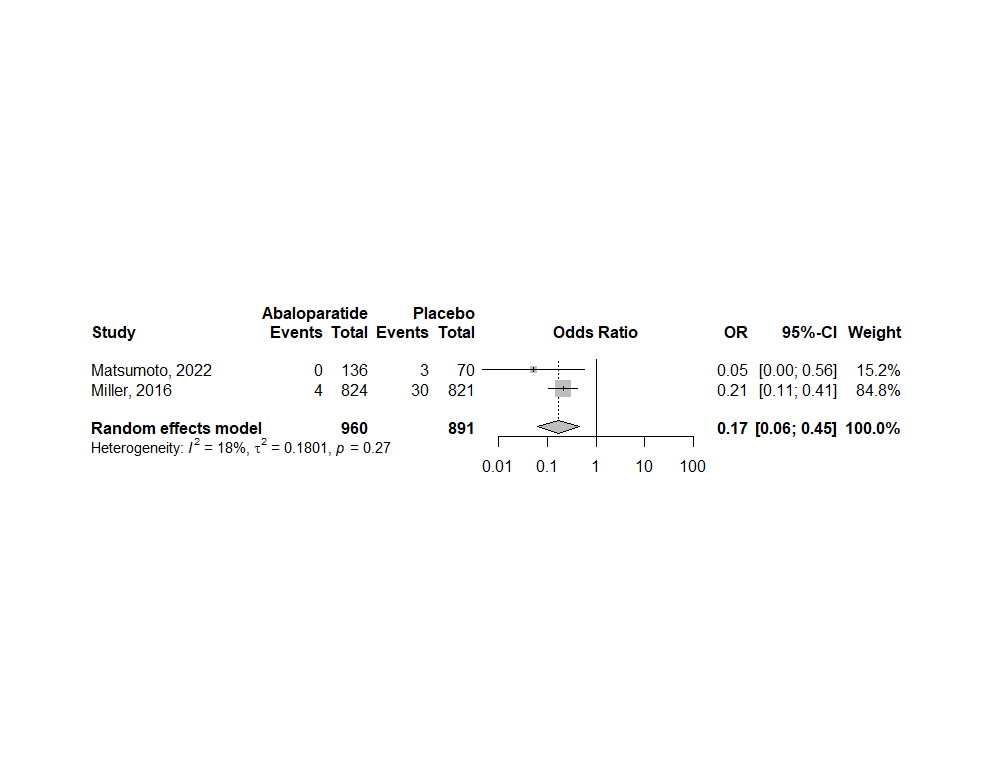 Abaloparatide Placebo
Study Events Total Events Total Odds Ratio OR 95%-CI Weight
Matsumoto, 2022 0 136 3 70 0.05 [0.00; 0.56] 15.2%
Miller, 2016 4 824 30 821 0.21 [0.11; 0.41] 84.8%
Random effects model 960 891 0.17 [0.06; 0.45] 100.0%
Heterogeneity: I² = 18%, τ² = 0.1801, p = 0.27
0.01 0.1 1 10 100